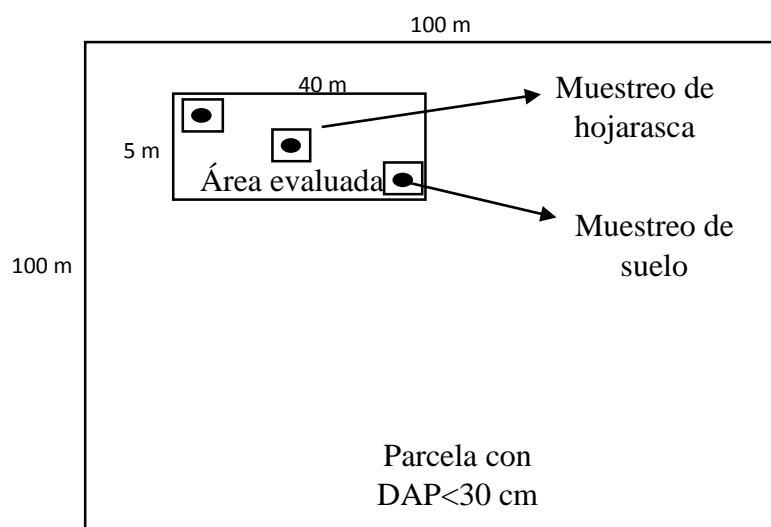 100 m
40 m
Muestreo de
hojarasca
5 m
Área evaluada
Muestreo de
suelo
100 m
Parcela con
DAP<30 cm